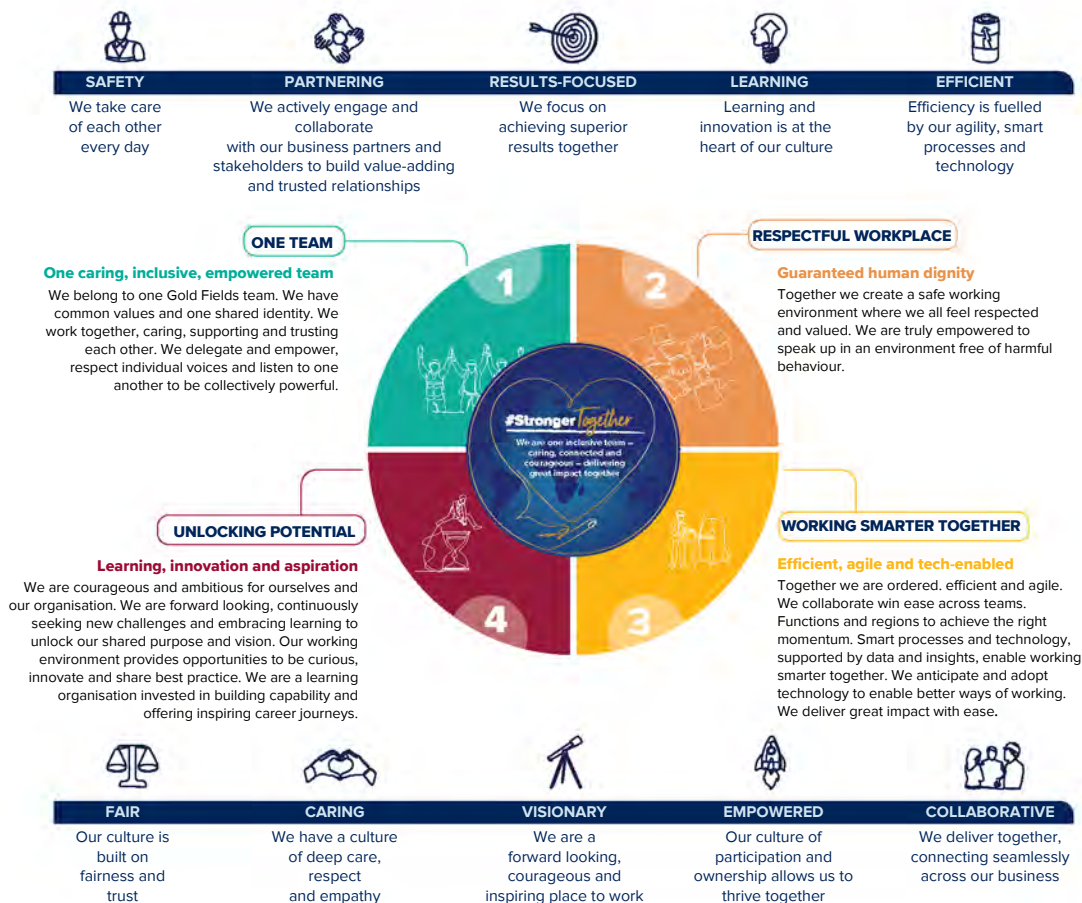 SAFETY
We take care
of each other
every day
PARTNERING
We actively engage and
collaborate
with our business partners and
stakeholders to build value-adding
and trusted relationships
RESULTS-FOCUSED
We focus on
achieving superior
results together
LEARNING
Learning and
innovation is at the
heart of our culture
EFFICIENT
Efficiency is fuelled
by our agility, smart
processes and
technology
ONE TEAM
One caring, inclusive, empowered team
We belong to one Gold Fields team. We have
common values and one shared identity. We
work together, caring, supporting and trusting
each other. We delegate and empower,
respect individual voices and listen to one
another to be collectively powerful.
1
2
RESPECTFUL WORKPLACE
Guaranteed human dignity
Together we create a safe working
environment where we all feel respected
and valued. We are truly empowered to
speak up in an environment free of harmful
behaviour.
#StrongerTogether
We are one inclusive team –
caring, connected and
courageous – delivering
great impact together
UNLOCKING POTENTIAL
Learning, innovation and aspiration
We are courageous and ambitious for ourselves and
our organisation. We are forward looking, continuously
seeking new challenges and embracing learning to
unlock our shared purpose and vision. Our working
environment provides opportunities to be curious,
innovate and share best practice. We are a learning
organisation invested in building capability and
offering inspiring career journeys.
4
3
WORKING SMARTER TOGETHER
Efficient, agile and tech-enabled
Together we are ordered. efficient and agile.
We collaborate win ease across teams.
Functions and regions to achieve the right
momentum. Smart processes and technology,
supported by data and insights, enable working
smarter together. We anticipate and adopt
technology to enable better ways of working.
We deliver great impact with ease.
FAIR
Our culture is
built on
fairness and
trust
CARING
We have a culture
of deep care,
respect
and empathy
VISIONARY
We are a
forward looking,
courageous and
inspiring place to work
EMPOWERED
Our culture of
participation and
ownership allows us to
thrive together
COLLABORATIVE
We deliver together,
connecting seamlessly
across our business